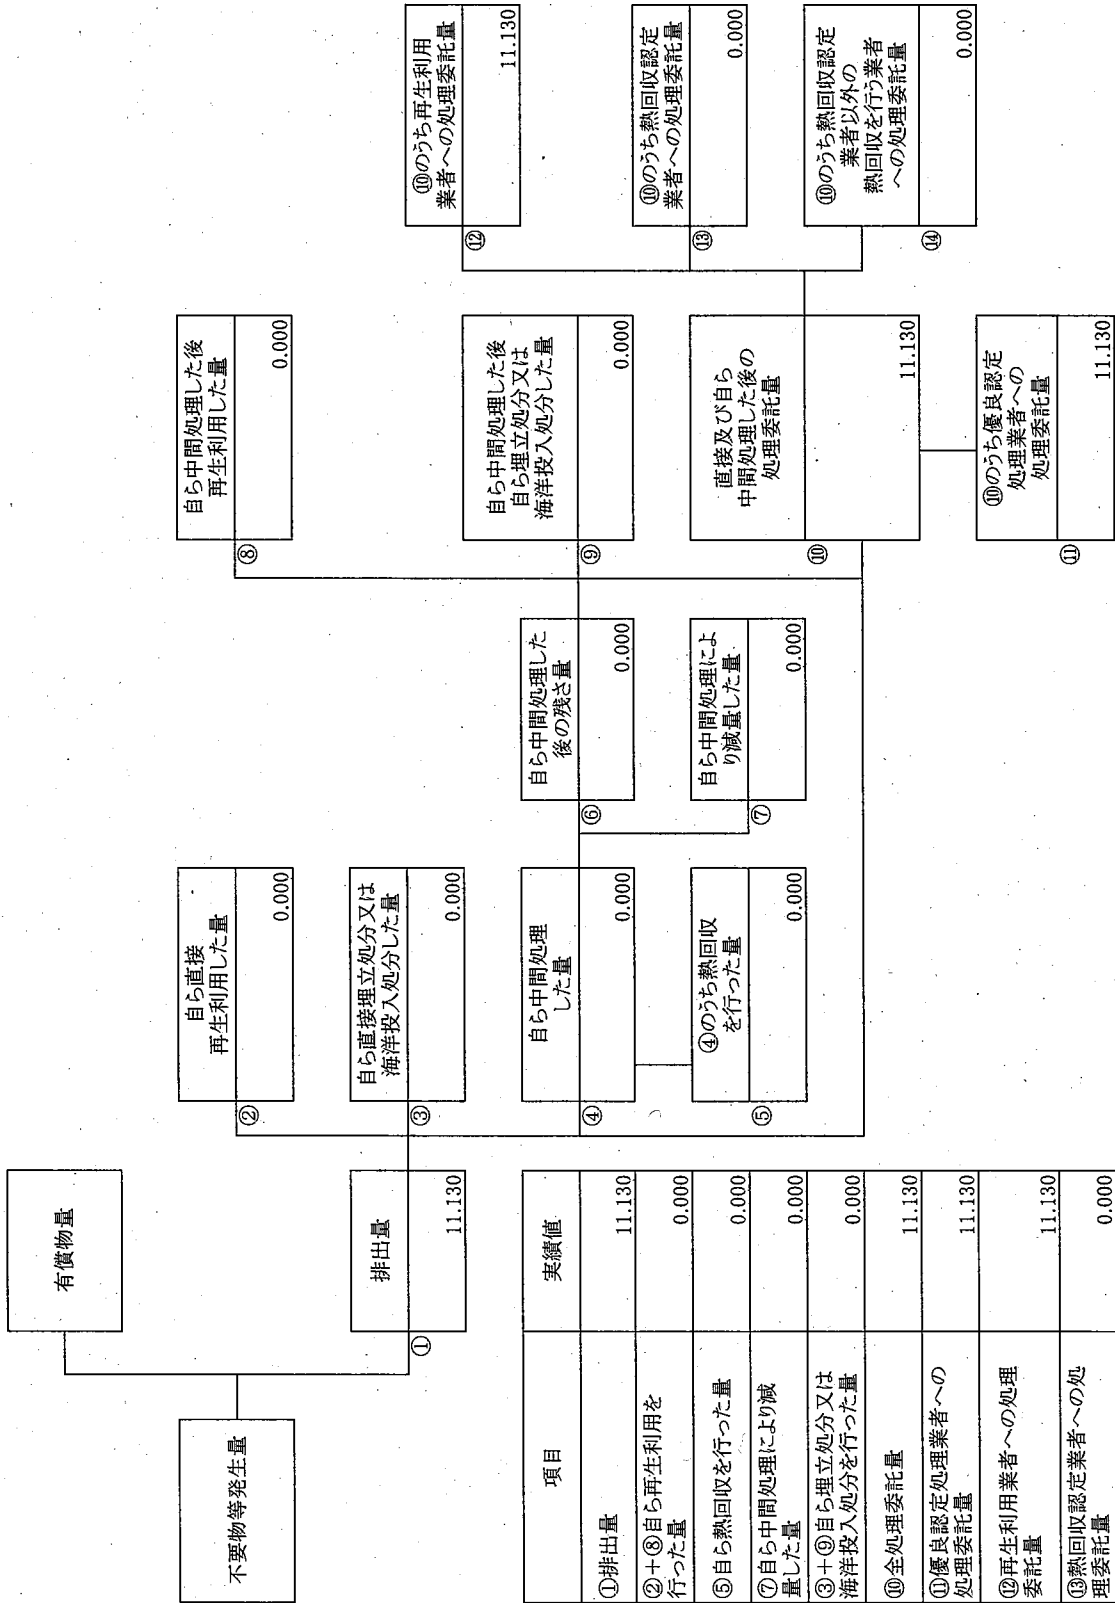 不要物等発生量
有償物量
排出量
①
11.130
自ら直接
再生利用した量
②
0.000
自ら直接埋立処分又は
海洋投入処分した量
③
0.000
自ら中間処理
した量
④
0.000
④のうち熱回収
を行った量
⑤
0.000
自ら中間処理した
後の残さ量
⑥
0.000
自ら中間処理によ
り減量した量
⑦
0.000
自ら中間処理した後
再生利用した量
⑧
0.000
自ら中間処理した後
自ら埋立処分又は
海洋投入処分した量
⑨
0.000
直接及び自ら
中間処理した後の
処理委託量
⑩
11.130
⑩のうち優良認定
処理業者への
処理委託量
⑪
11.130
⑩のうち再生利用
業者への処理委託量
⑫
11.130
⑩のうち熱回収認定
業者への処理委託量
⑬
0.000
⑩のうち熱回収認定
業者以外の
熱回収を行う業者
への処理委託量
⑭
0.000
項目 実績値
①排出量 11.130
②+⑧自ら再生利用を
行った量 0.000
⑤自ら熱回収を行った量 0.000
⑦自ら中間処理により減
量した量 0.000
③+⑨自ら埋立処分又は
海洋投入処分を行った量 0.000
⑩全処理委託量 11.130
⑪優良認定処理業者への
処理委託量 11.130
⑫再生利用業者への処理
委託量 11.130
⑬熱回収認定業者への処
理委託量 0.000